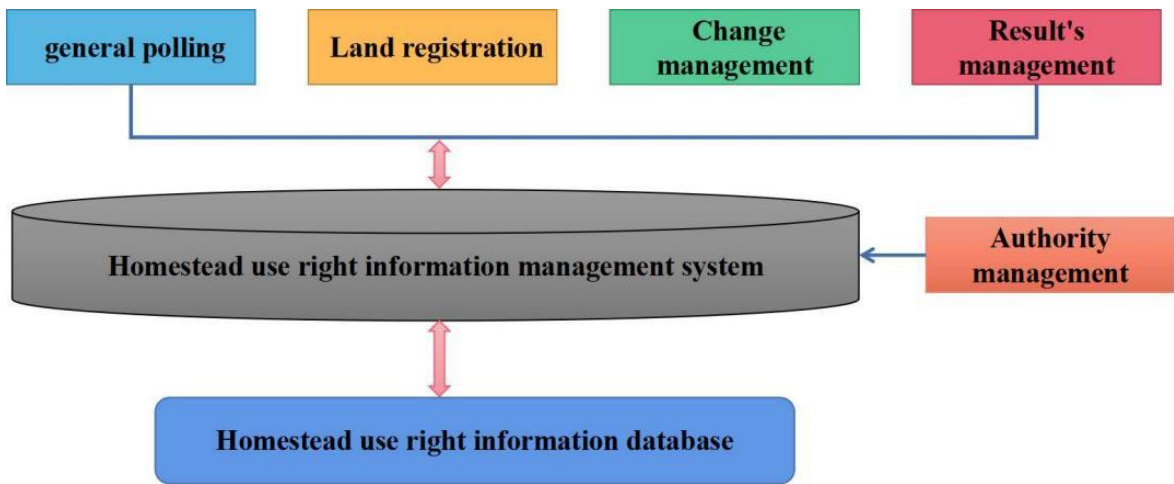 general polling
Land registration
Change
management
Result's
management
Homestead use right information management system
Authority
management
Homestead use right information database